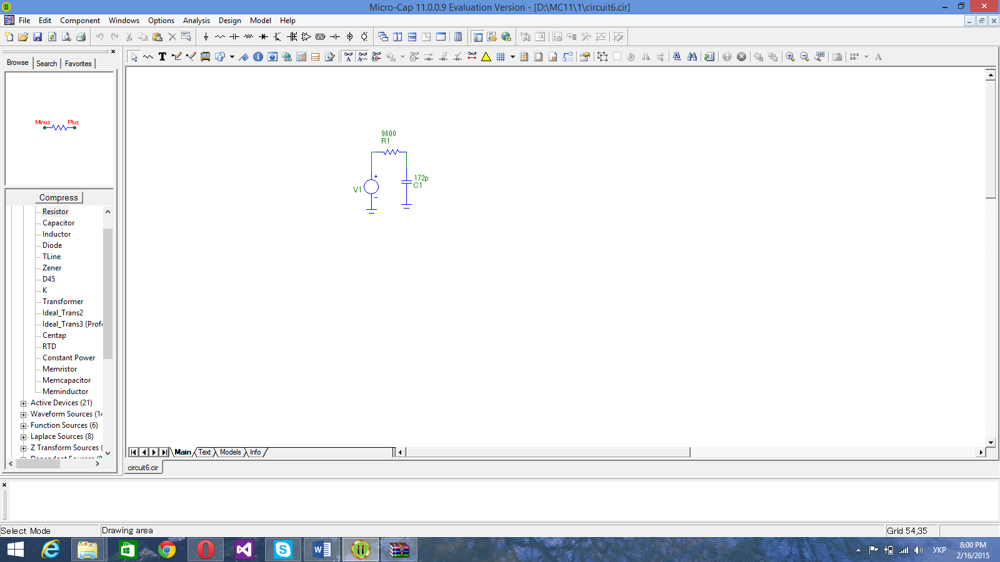 Micro-Cap 11.0.0.9 Evaluation Version - [D:\MC11\1\circuit6.cir]
File Edit Component Windows Options Analysis Design Model Help
Browse Search Favorites
Minus Plus
Compress
Resistor
Capacitor
Inductor
Diode
TLine
Zener
D45
K
Transformer
Ideal_Trans2
Ideal_Trans3 (Prof
Centap
RTD
Constant Power
Memristor
Memcapacitor
Meminductor
Active Devices (21)
Waveform Sources (14
Function Sources (6)
Laplace Sources (8)
Z Transform Sources (
9600
R1
V1
+
-
172p
C1
Main Text Models Info
circuit6.cir
Select Mode
Drawing area
Grid 54,35
УКР
8:00 PM
2/16/2015